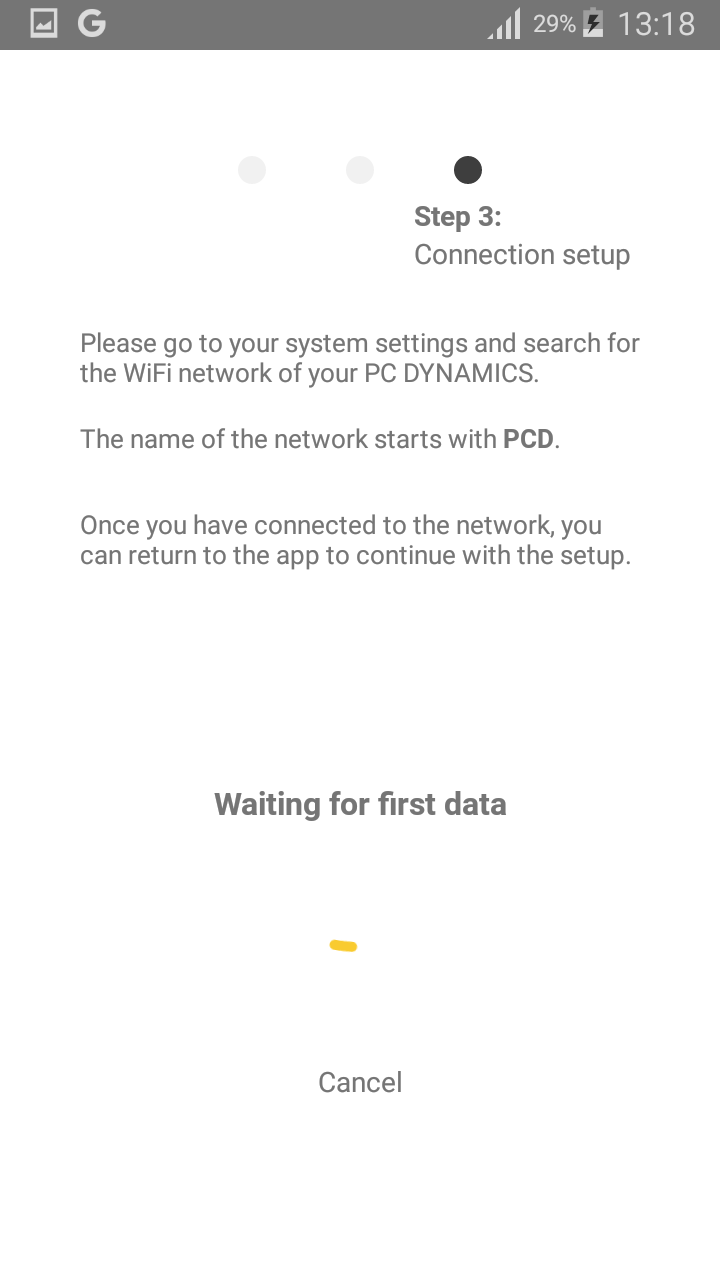 29% 13:18
Step 3:
Connection setup
Please go to your system settings and search for
the WiFi network of your PC DYNAMICS.
The name of the network starts with PCD.
Once you have connected to the network, you
can return to the app to continue with the setup.
Waiting for first data
Cancel